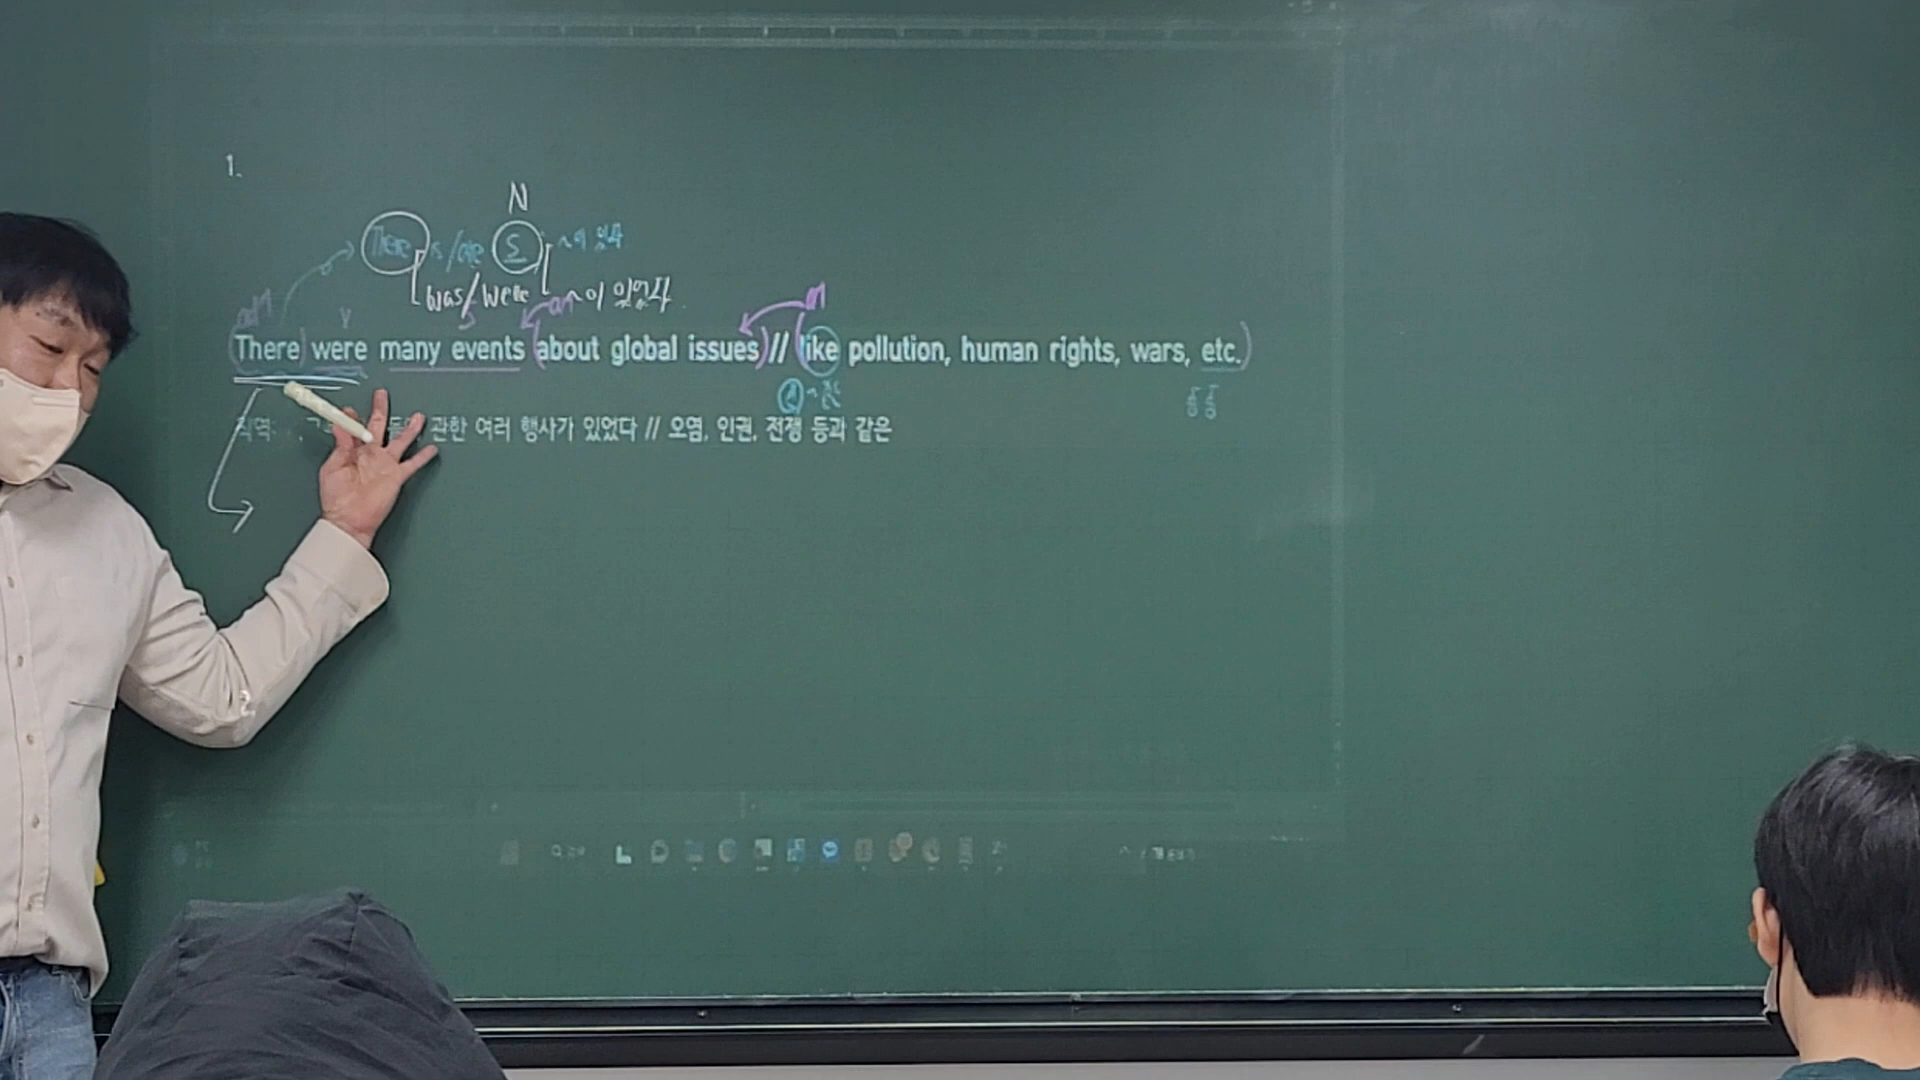 1.
N
There is/are S ~이 있다
was/were ~이 있었다
V S
There were many events about global issues // like pollution, human rights, wars, etc.
등등
직역: 관한 여러 행사가 있었다 // 오염, 인권, 전쟁 등과 같은